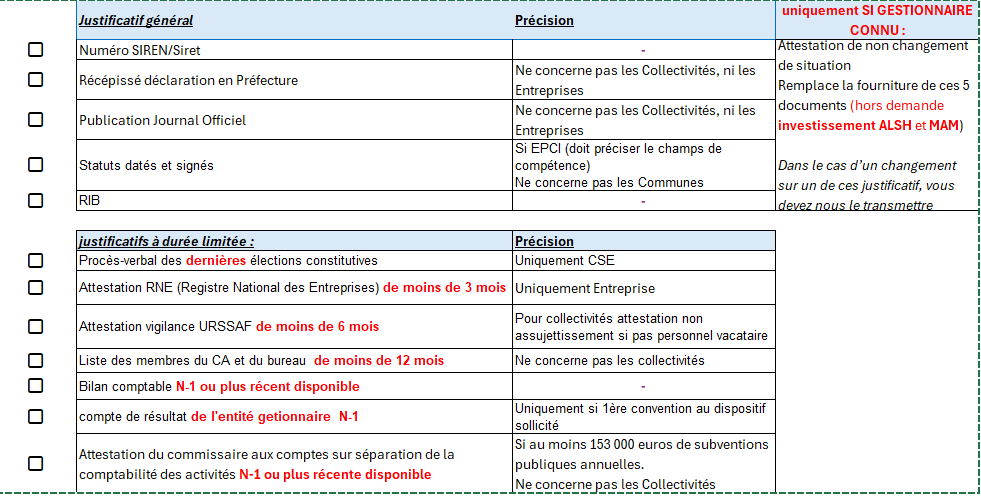 Justificatif général
Précision
uniquement SI GESTIONNAIRE
CONNU :
Numéro SIREN/Siret
-
Récépissé déclaration en Préfecture
Ne concerne pas les Collectivités, ni les
Entreprises
Publication Journal Officiel
Ne concerne pas les Collectivités, ni les
Entreprises
Statuts datés et signés
Si EPCI (doit préciser le champs de
compétence)
Ne concerne pas les Communes
RIB
-
Attestation de non changement
de situation
Remplace la fourniture de ces 5
documents (hors demande
investissement ALSH et MAM)
Dans le cas d'un changement
sur un de ces justificatif, vous
devez nous le transmettre
justificatifs à durée limitée :
Précision
Procès-verbal des dernières élections constitutives
Uniquement CSE
Attestation RNE (Registre National des Entreprises) de moins de 3 mois
Uniquement Entreprise
Attestation vigilance URSSAF de moins de 6 mois
Pour collectivités attestation non
assujettissement si pas personnel vacataire
Liste des membres du CA et du bureau de moins de 12 mois
Ne concerne pas les collectivités
Bilan comptable N-1 ou plus récent disponible
-
compte de résultat de l'entité getionnaire N-1
Uniquement si 1ère convention au dispositif
sollicité
Attestation du commissaire aux comptes sur séparation de la
comptabilité des activités N-1 ou plus récente disponible
Si au moins 153 000 euros de subventions
publiques annuelles.
Ne concerne pas les Collectivités